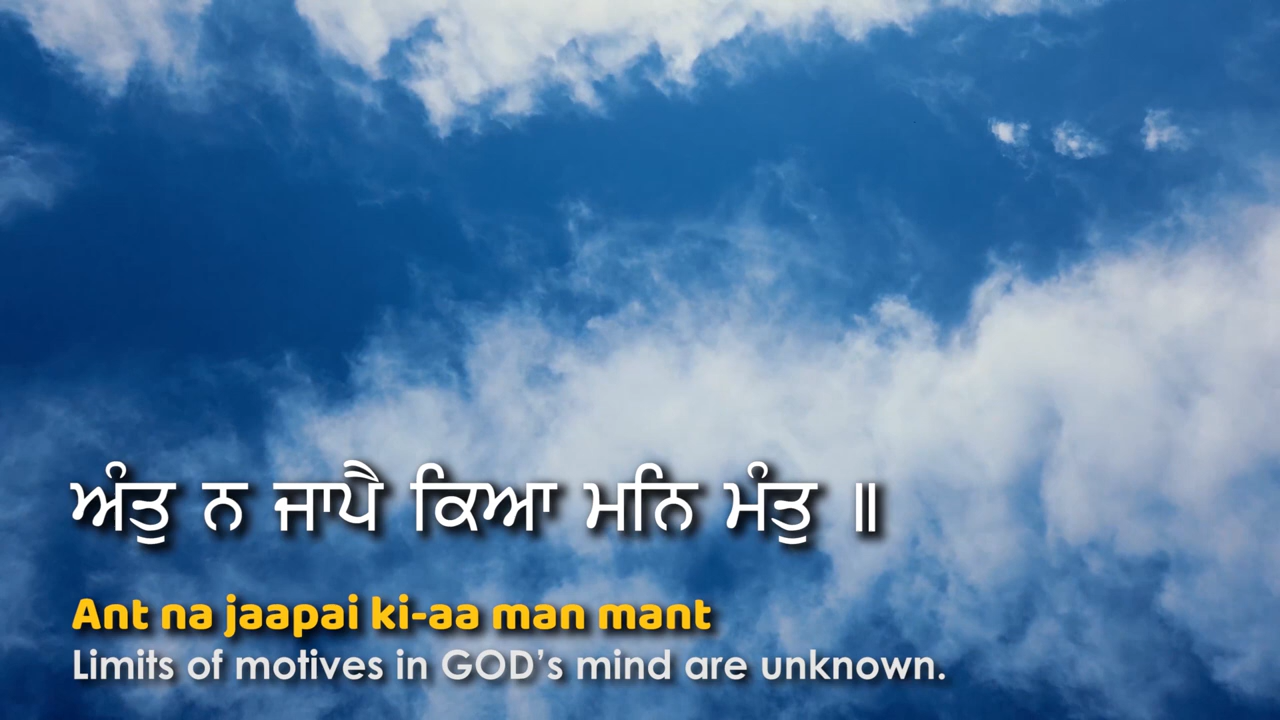 ਅੰਤੁ ਨ ਜਾਪੈ ਕਿਆ ਮਨਿ ਮੰਤੁ ॥
Ant na jaapai ki-aa man mant
Limits of motives in GOD’s mind are unknown.